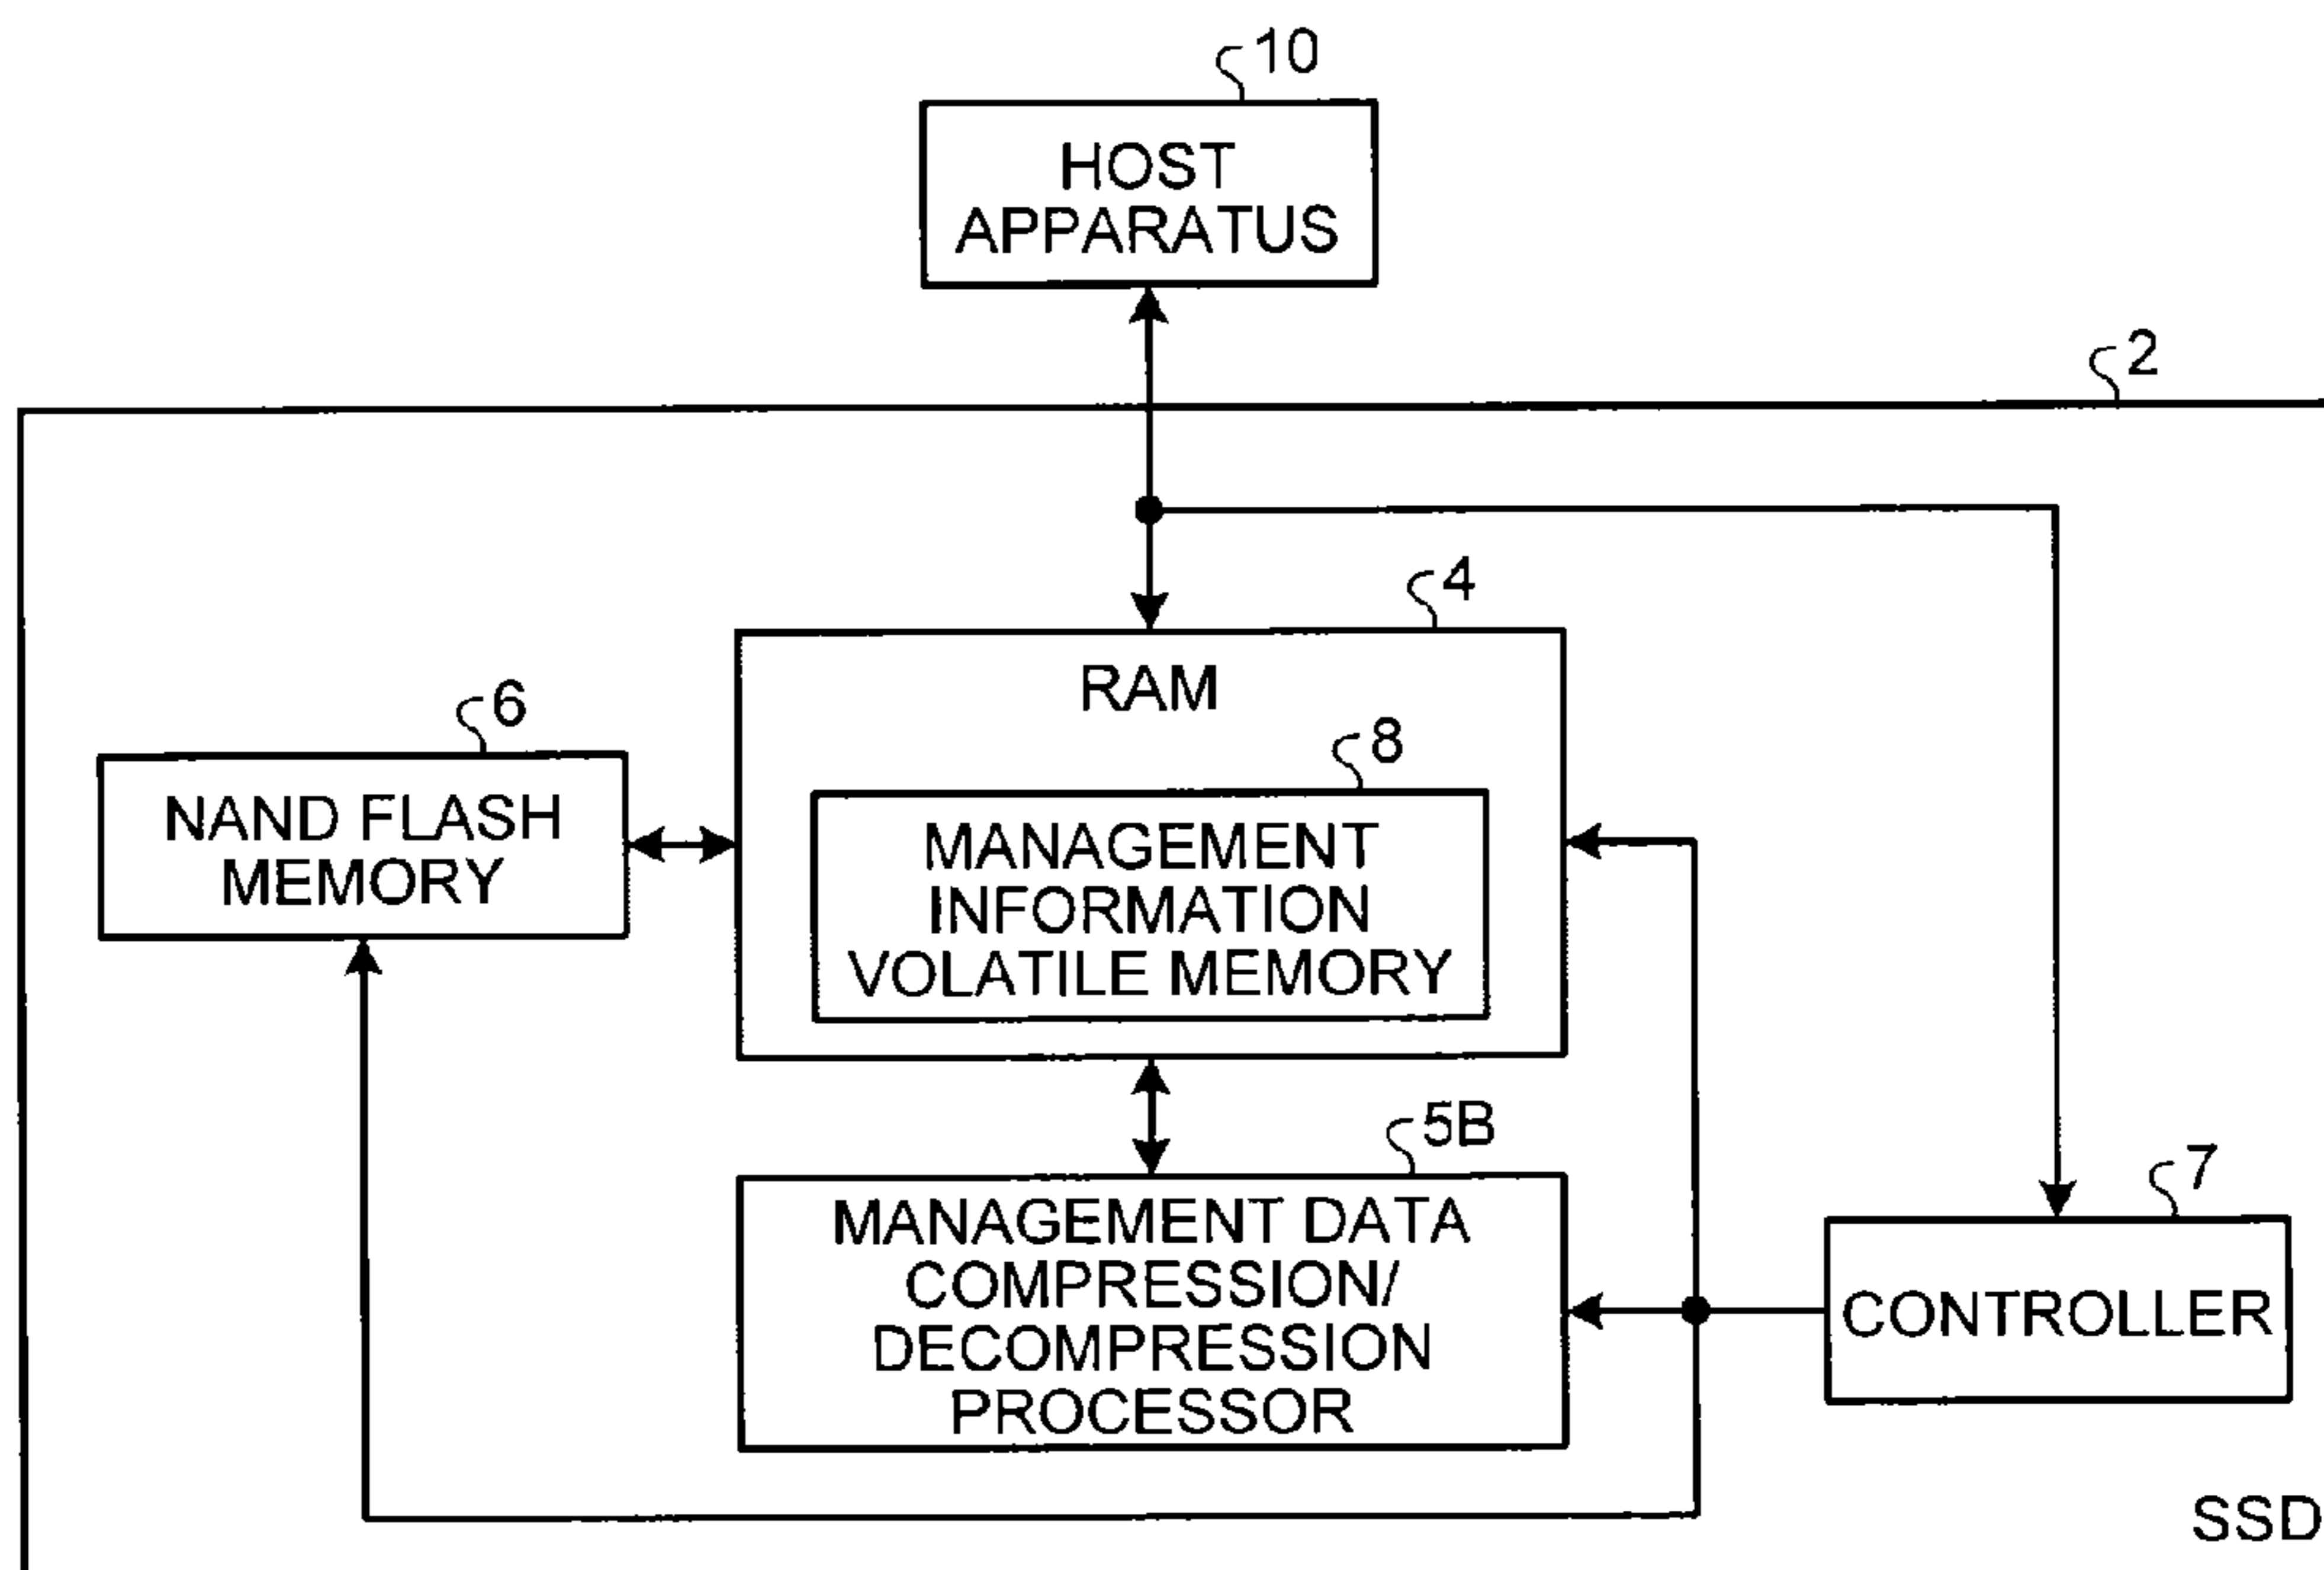 10
HOST
APPARATUS
2
4
RAM
6
NAND FLASH
MEMORY
8
MANAGEMENT
INFORMATION
VOLATILE MEMORY
5B
MANAGEMENT DATA
COMPRESSION/
DECOMPRESSION
PROCESSOR
7
CONTROLLER
SSD